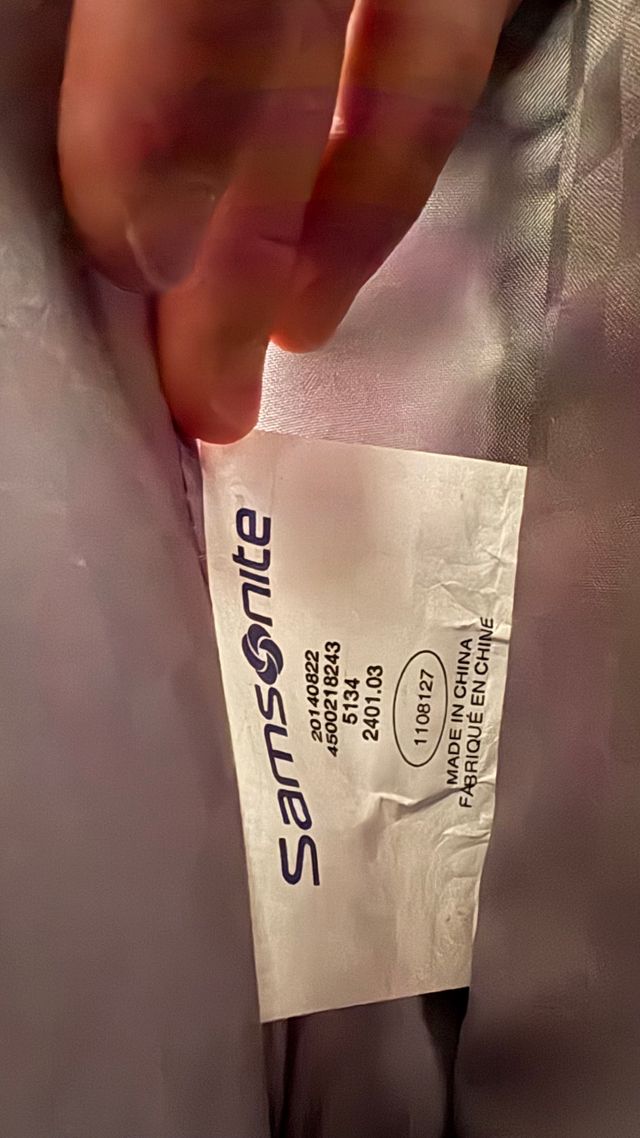 Samsonite
20140822
4500218243
5134
2401.03
1108127
MADE IN CHINA
FABRIQUÉ EN CHINE